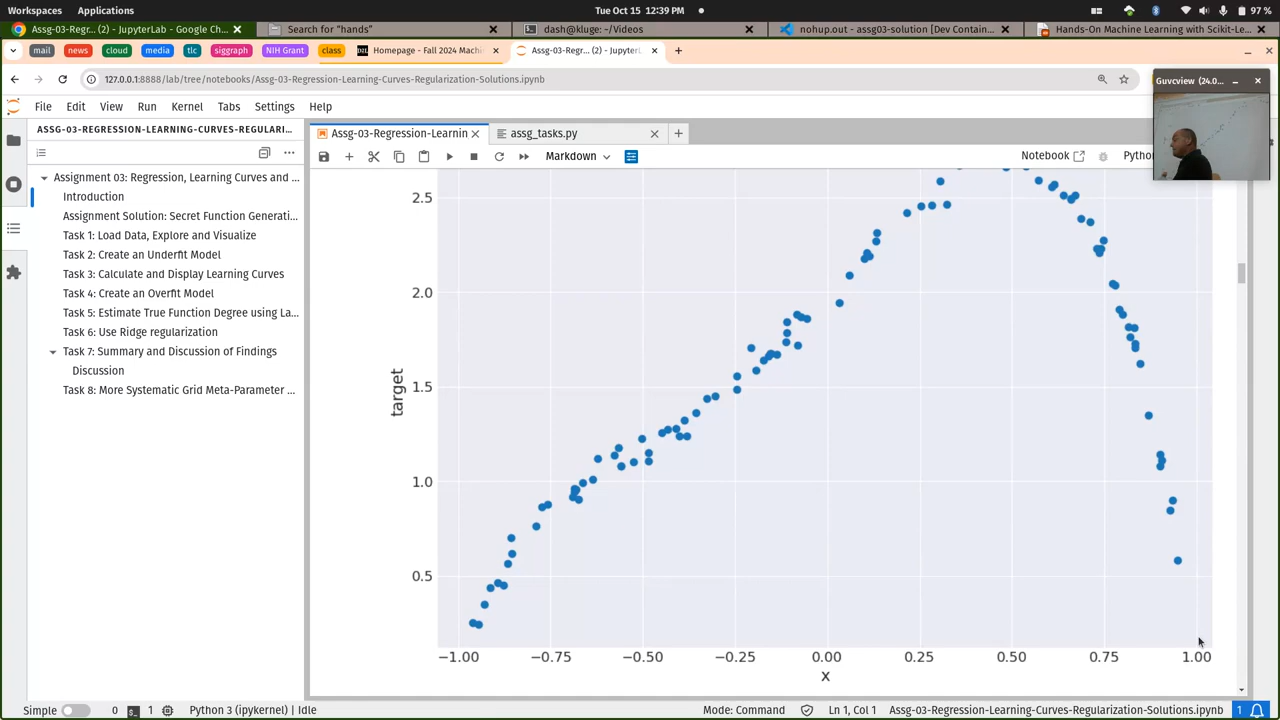 Workspaces Applications Tue Oct 15 12:39 PM 97 %
Assg-03-Regr... (2) - JupyterLab - Google Ch... Search for “hands” dash@kluge: ~/Videos nohup.out - assg03-solution [Dev Contain... Hands-On Machine Learning with Scikit-Le...
mail news cloud media tlc siggraph NIH Grant class Homepage - Fall 2024 Machi Assg-03-Regr... (2) - JupyterL
127.0.0.1:8888/lab/tree/notebooks/Assg-03-Regression-Learning-Curves-Regularization-Solutions.ipynb
Guvcview (24.0...
File Edit View Run Kernel Tabs Settings Help
ASSG-03-REGRESSION-LEARNING-CURVES-REGULARI...
Assg-03-Regression-Learnin assg_tasks.py
Markdown Notebook Python
Assignment 03: Regression, Learning Curves and ...
Introduction
Assignment Solution: Secret Function Generati...
Task 1: Load Data, Explore and Visualize
Task 2: Create an Underfit Model
Task 3: Calculate and Display Learning Curves
Task 4: Create an Overfit Model
Task 5: Estimate True Function Degree using La...
Task 6: Use Ridge regularization
Task 7: Summary and Discussion of Findings
Discussion
Task 8: More Systematic Grid Meta-Parameter ...
2.5
2.0
1.5
1.0
0.5
target
−1.00 −0.75 −0.50 −0.25 0.00 0.25 0.50 0.75 1.00
x
Simple 0 1 Python 3 (ipykernel) | Idle Mode: Command Ln 1, Col 1 Assg-03-Regression-Learning-Curves-Regularization-Solutions.ipynb 1